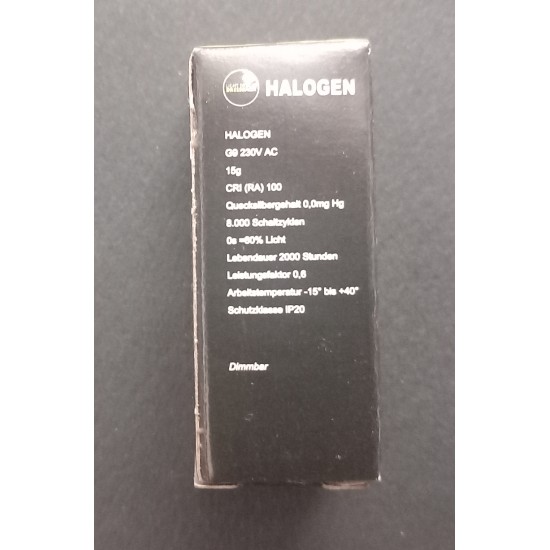 HALOGEN
HALOGEN
G9 230V AC
15g
CRI (RA) 100
Quecksilbergehalt 0,0mg Hg
8.000 Schaltzyklen
0s =60% Licht
Lebendauer 2000 Stunden
Leistungsfaktor 0,6
Arbeitstemperatur -15° bis +40°
Schutzklasse IP20
Dimmbar